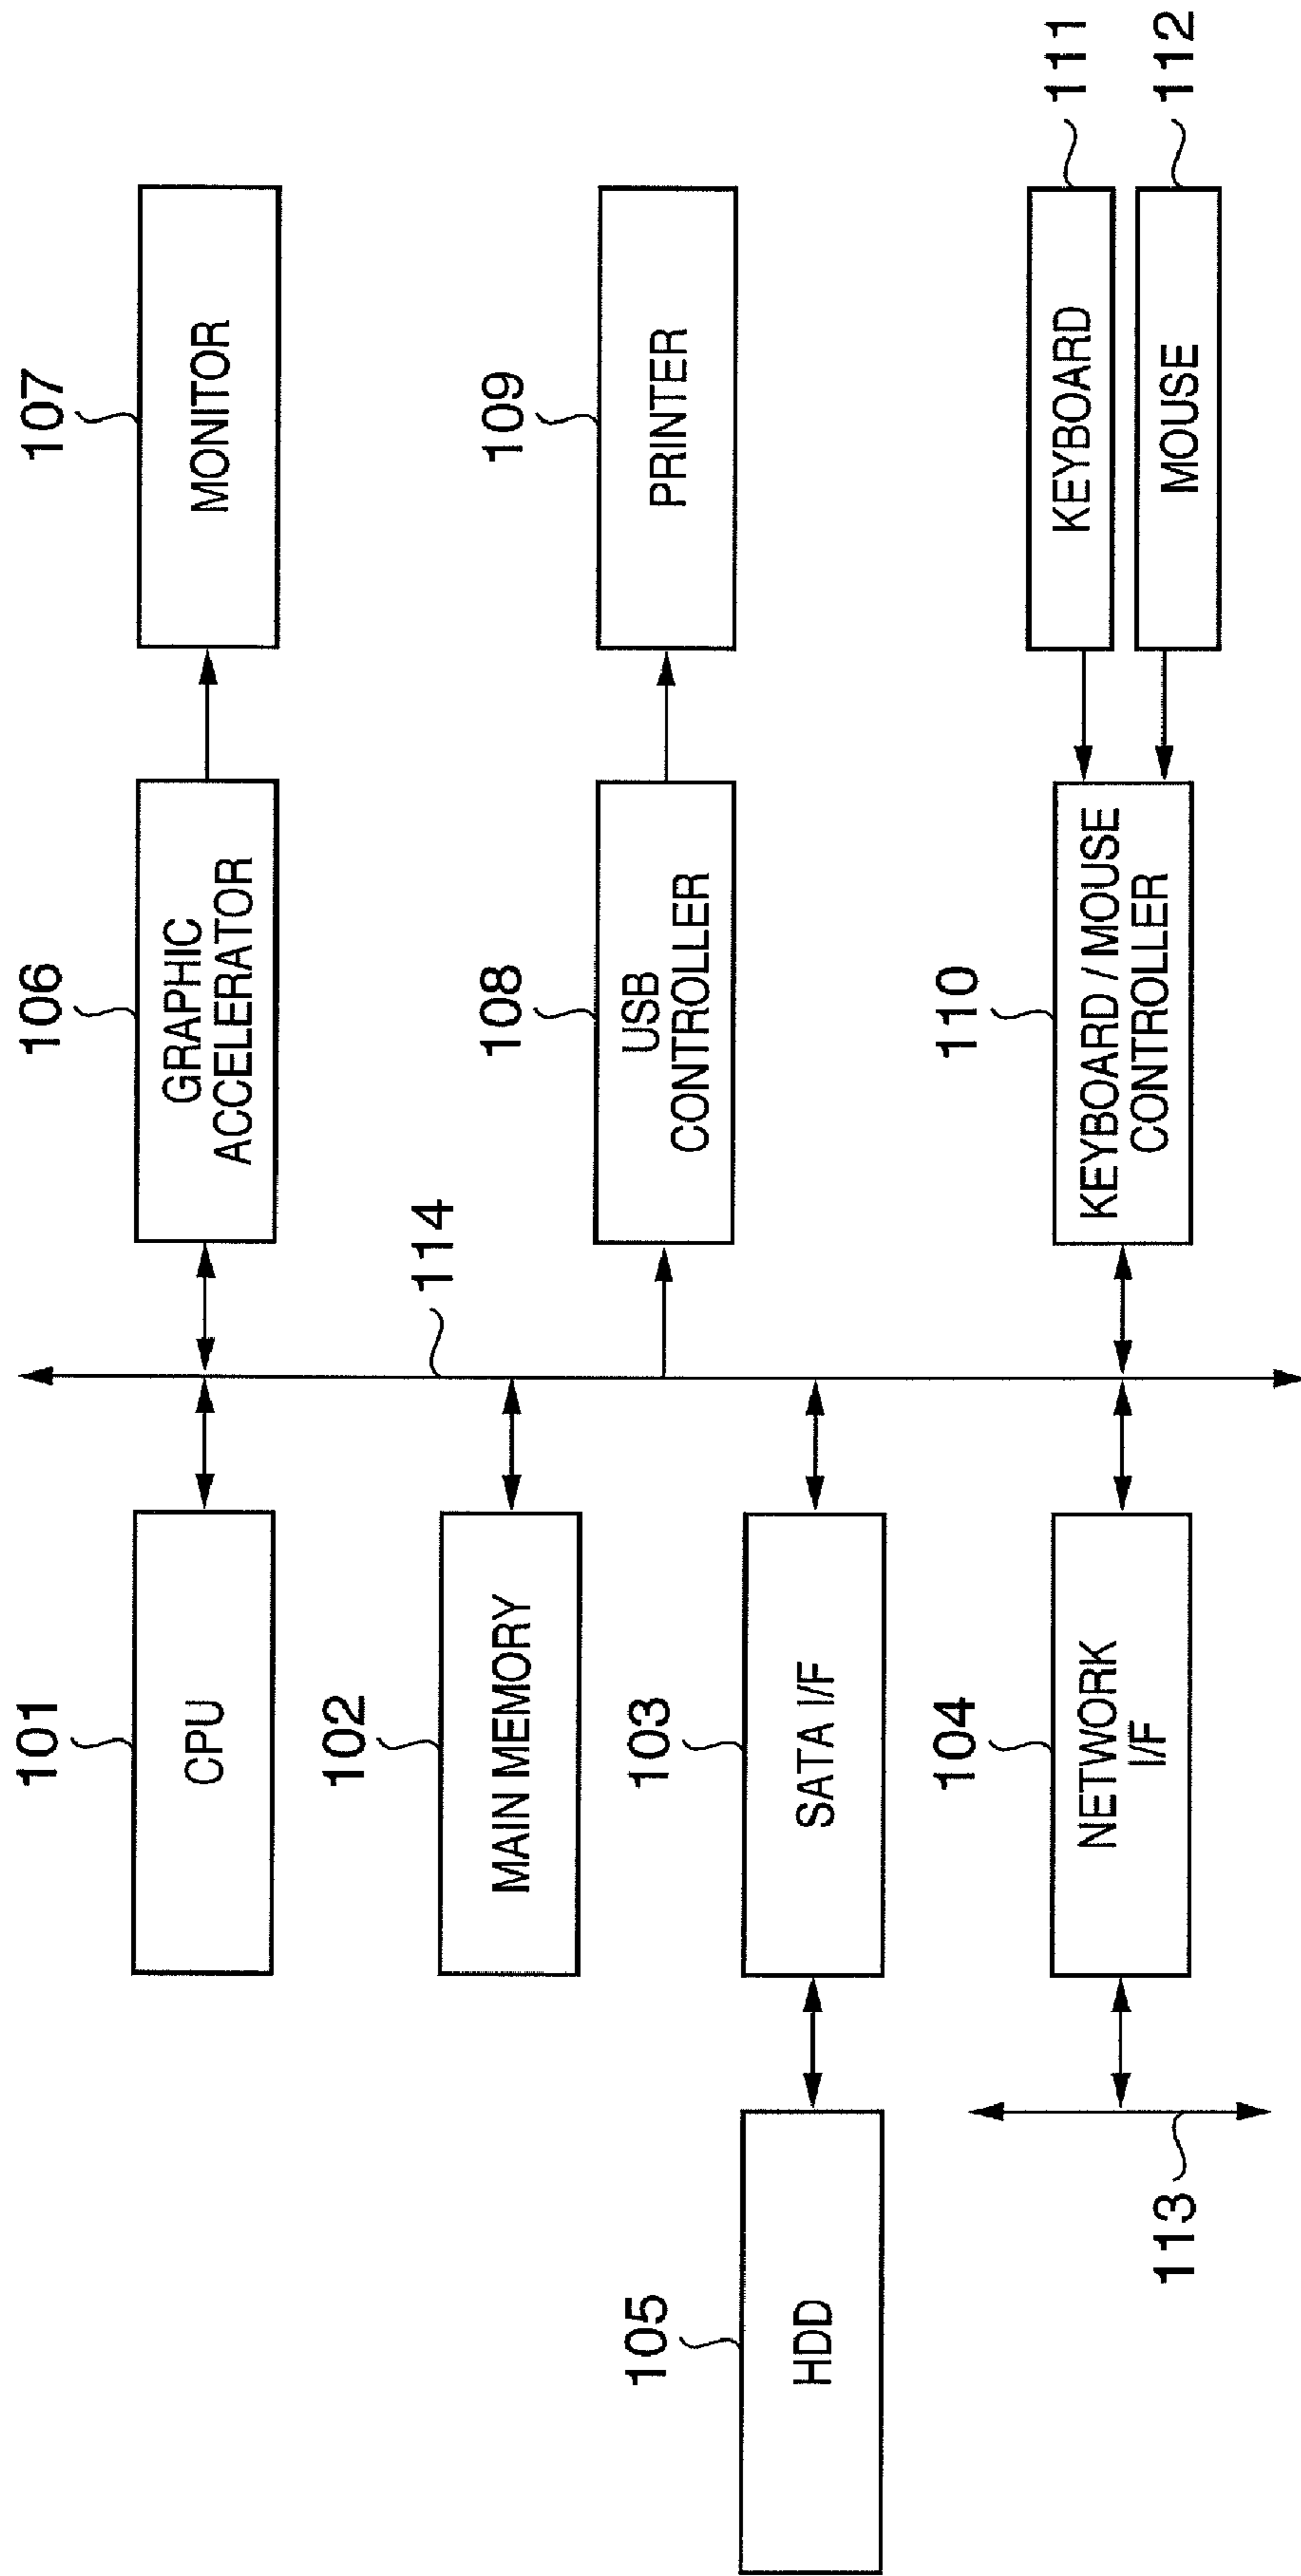 101
CPU
106
GRAPHIC
ACCELERATOR
107
MONITOR
114
102
MAIN MEMORY
108
USB
CONTROLLER
109
PRINTER
105
HDD
103
SATA I/F
113
104
NETWORK
I/F
110
KEYBOARD / MOUSE
CONTROLLER
KEYBOARD
111
MOUSE
112